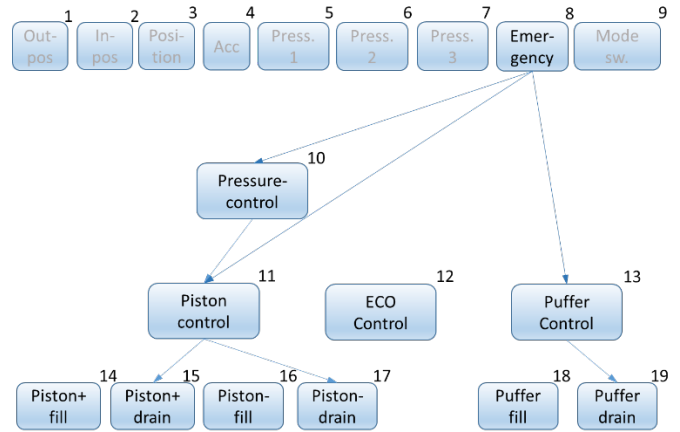 1 2 3 4 5 6 7 8 9
Out- In- Posi- Acc Press. Press. Press. Emer- Mode
pos pos tion 1 2 3 gency sw.
10
Pressure-
control
11 12 13
Piston ECO Puffer
control Control Control
14 15 16 17 18 19
Piston+ Piston+ Piston- Piston- Puffer Puffer
fill drain fill drain fill drain